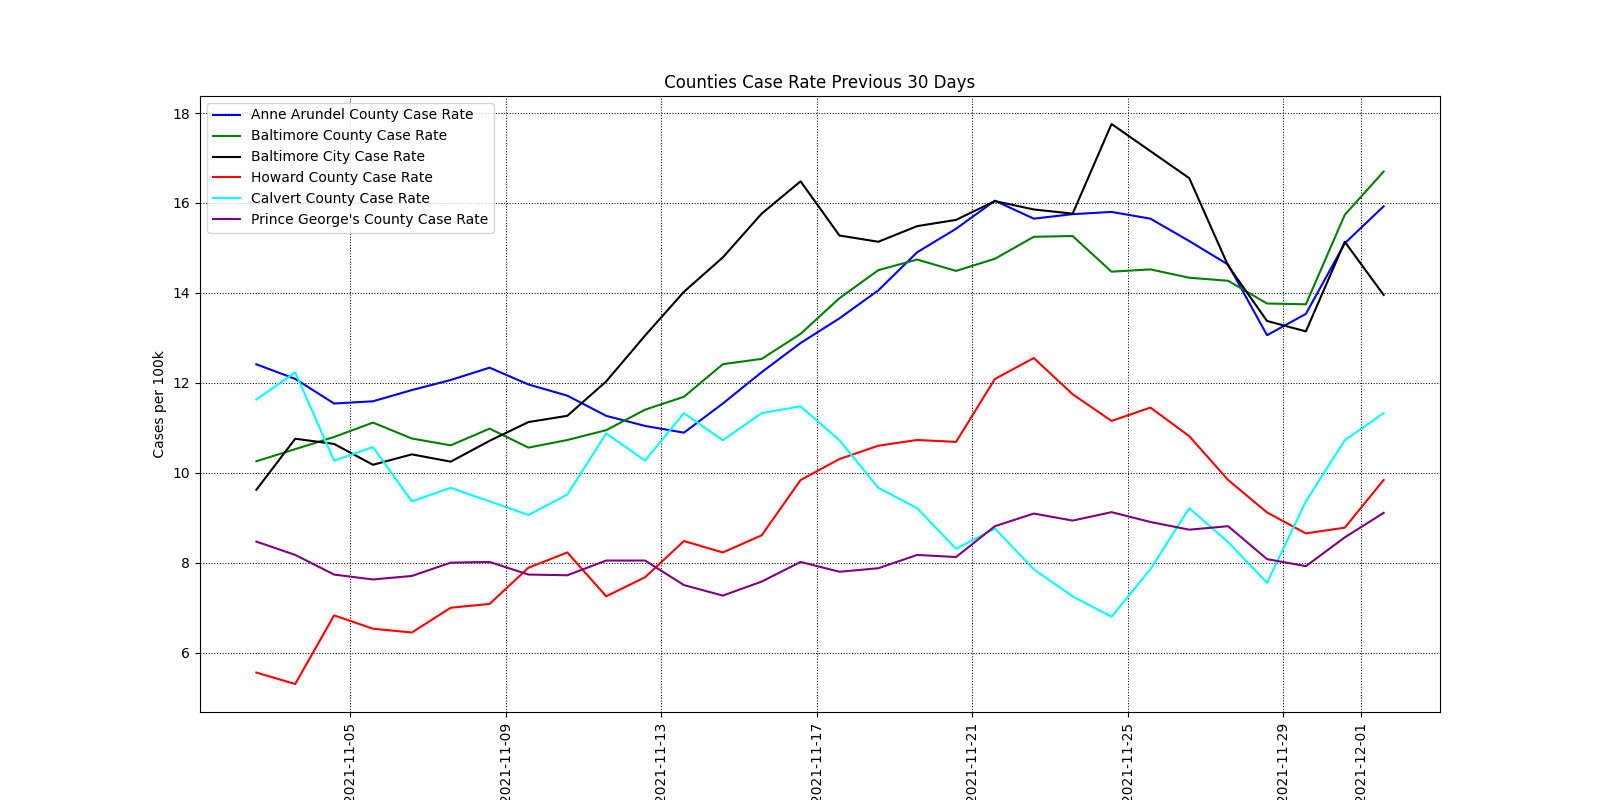 Counties Case Rate Previous 30 Days
Anne Arundel County Case Rate
Baltimore County Case Rate
Baltimore City Case Rate
Howard County Case Rate
Calvert County Case Rate
Prince George's County Case Rate
Cases per 100k
18
16
14
12
10
8
6
2021-11-05
2021-11-09
2021-11-13
2021-11-17
2021-11-21
2021-11-25
2021-11-29
2021-12-01